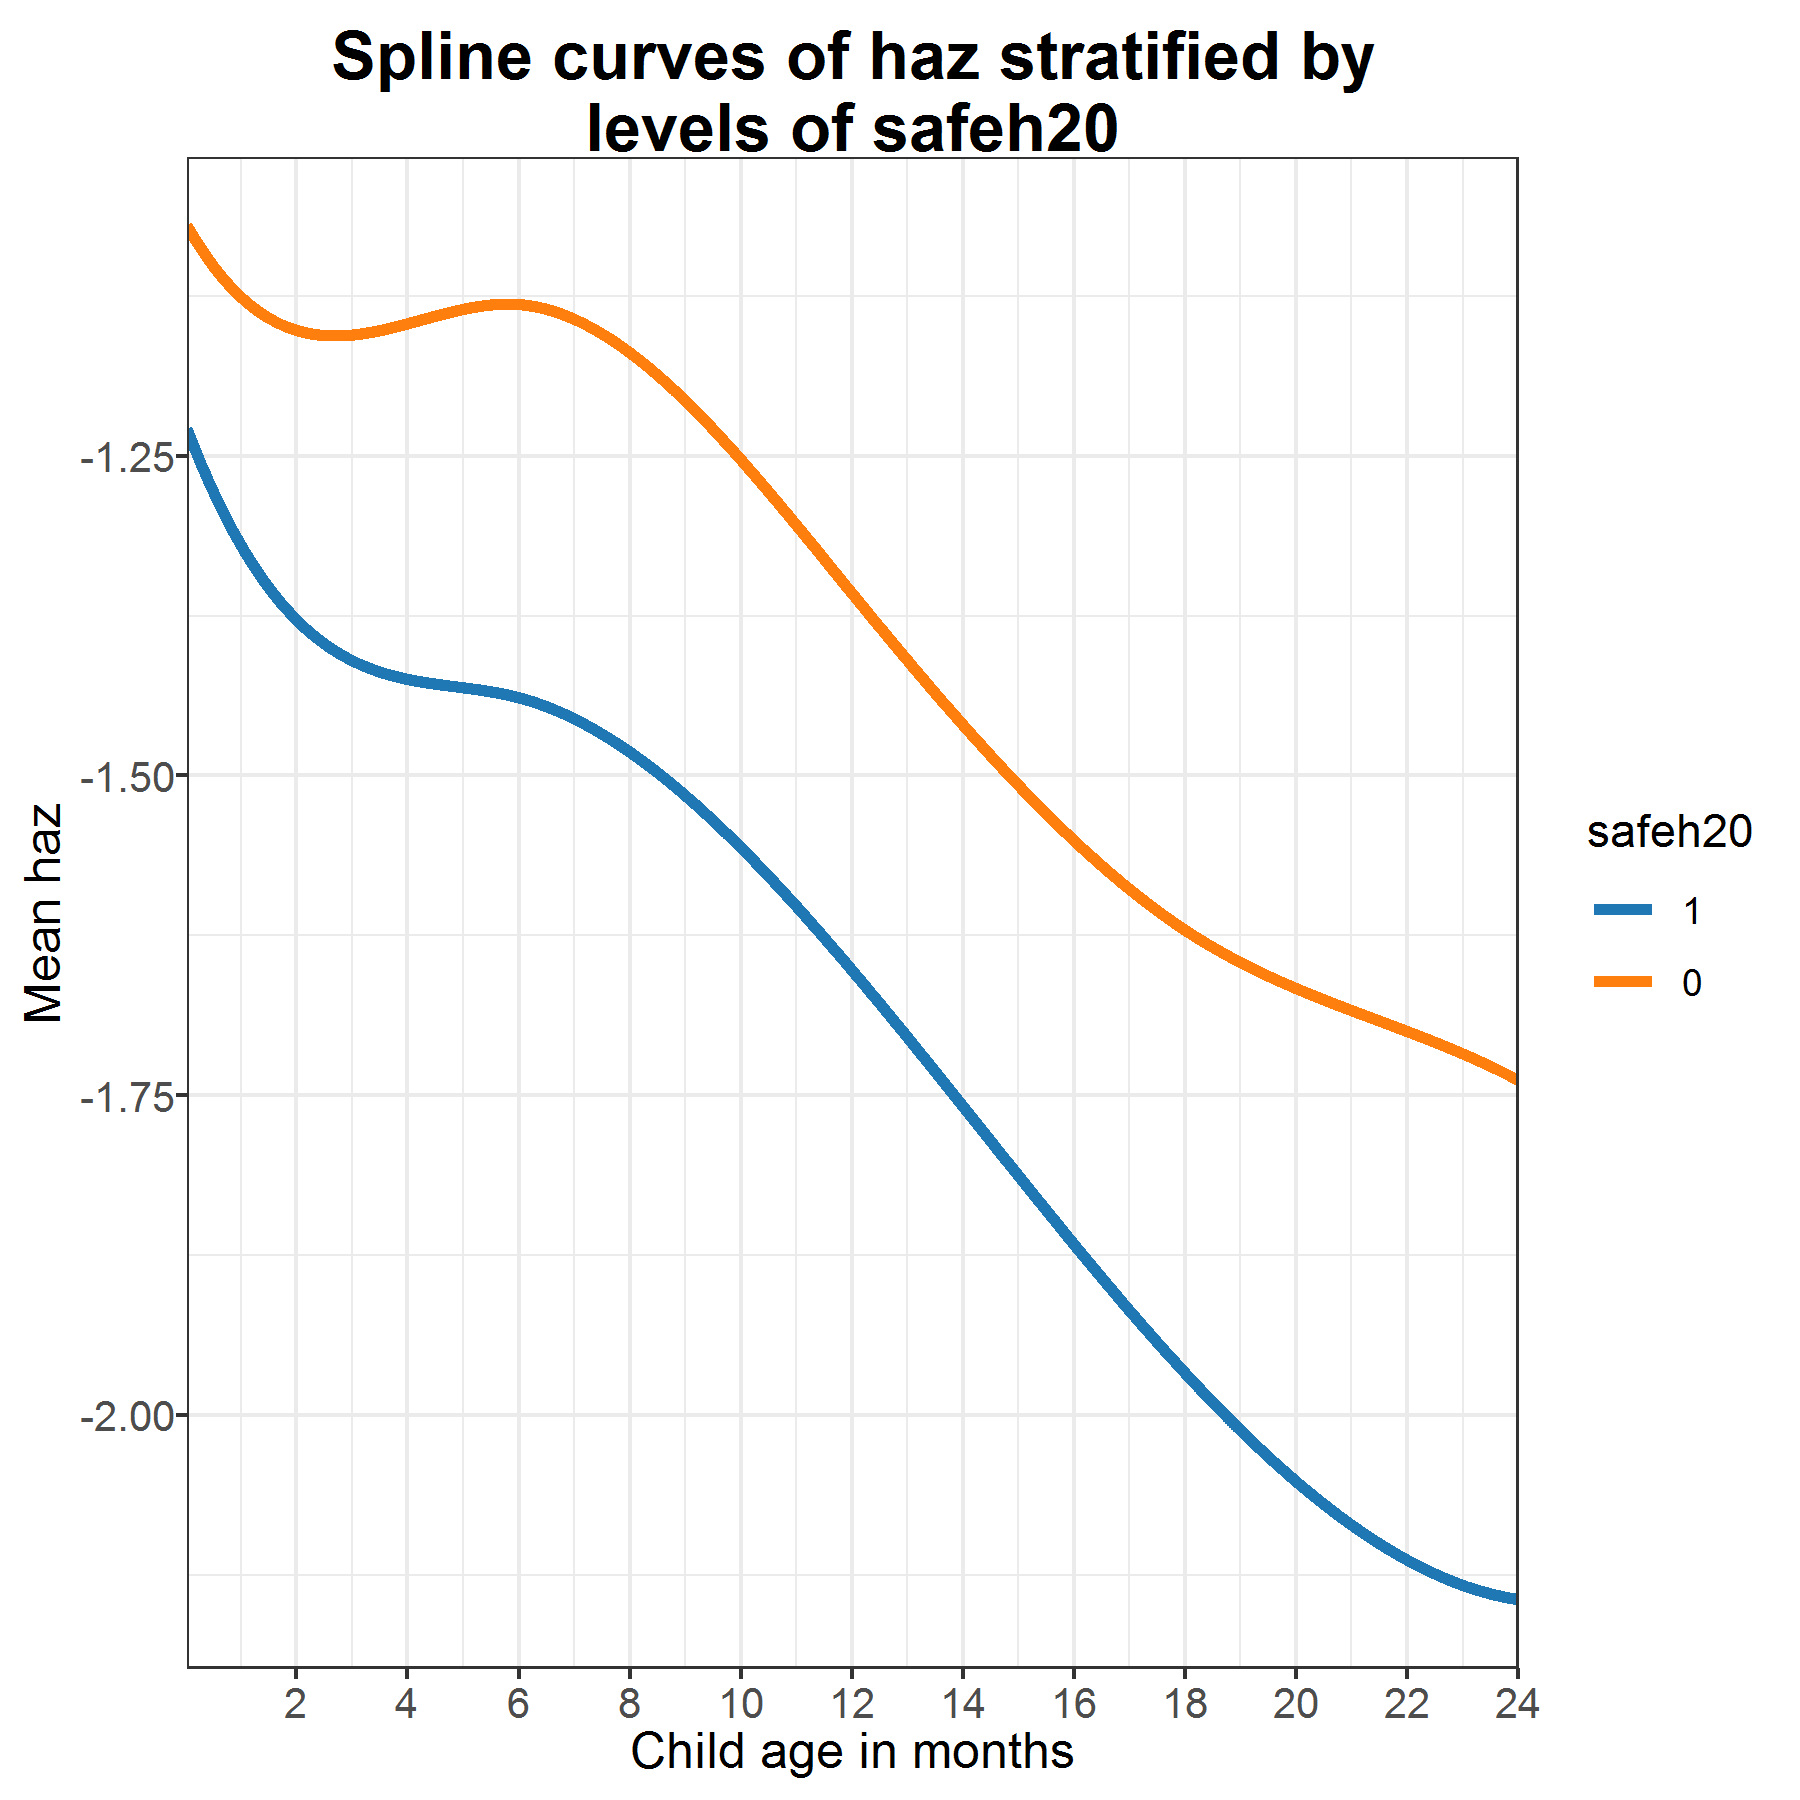 Spline curves of haz stratified by
levels of safeh20
Mean haz
-1.25
-1.50
-1.75
-2.00
2 4 6 8 10 12 14 16 18 20 22 24
Child age in months
safeh20
1
0